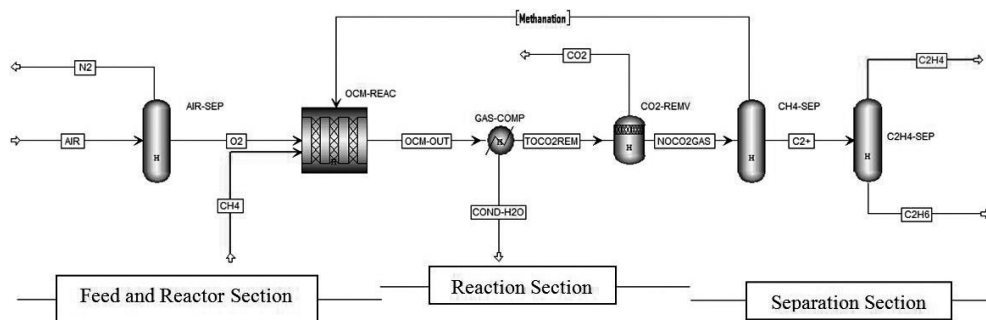 [Methanation]
N2
CO2
C2H4
AIR-SEP
OCM-REAC
GAS-COMP
CO2-REMV
CH4-SEP
C2H4-SEP
AIR
H
O2
H
OCM-OUT
TOCO2REM
H
NOCO2GAS
H
C2+
H
CH4
COND-H2O
C2H6
Feed and Reactor Section
Reaction Section
Separation Section